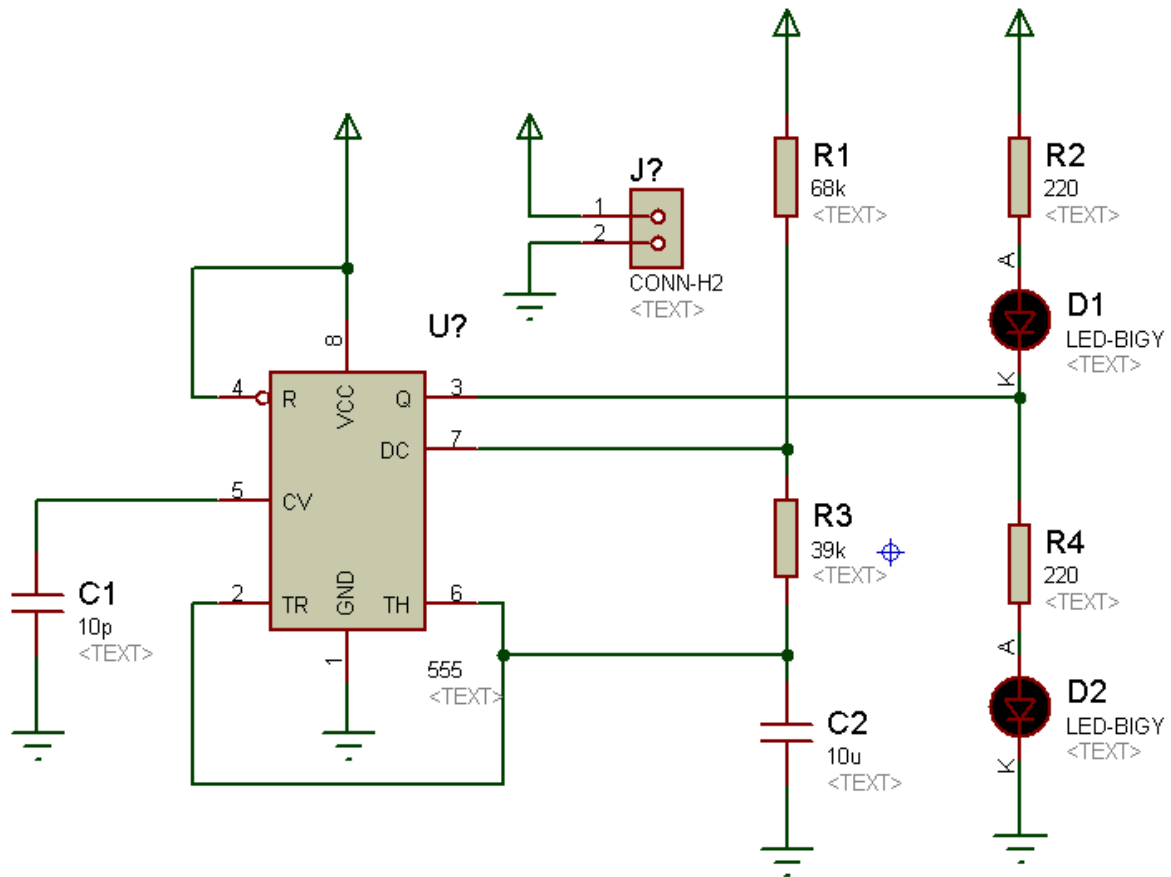 R1
68k
<TEXT>
R2
220
<TEXT>
J?
1
2
CONN-H2
<TEXT>
A
D1
LED-BIGY
<TEXT>
K
U?
8
4
R
VCC
Q
3
DC
7
5
CV
R3
39k
<TEXT>
R4
220
<TEXT>
C1
10p
<TEXT>
2
TR
GND
TH
6
1
555
<TEXT>
A
D2
LED-BIGY
<TEXT>
K
C2
10u
<TEXT>